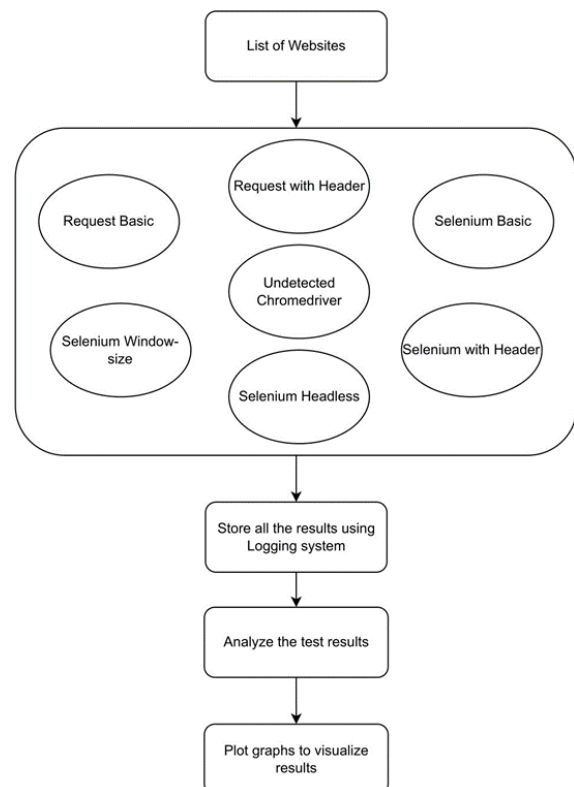 List of Websites
Request with Header
Request Basic
Selenium Basic
Undetected
Chromedriver
Selenium Window-
size
Selenium with Header
Selenium Headless
Store all the results using
Logging system
Analyze the test results
Plot graphs to visualize
results